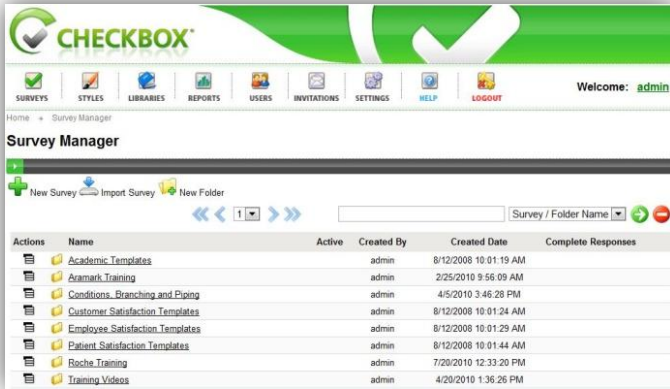 CHECKBOX®
SURVEYS STYLES LIBRARIES REPORTS USERS INVITATIONS SETTINGS HELP LOGOUT Welcome: admin
Home Survey Manager
Survey Manager
New Survey Import Survey New Folder
1 Survey / Folder Name
Actions Name Active Created By Created Date Complete Responses
Academic Templates admin 8/12/2008 10:01:19 AM
Aramark Training admin 2/25/2010 9:56:09 AM
Conditions, Branching and Piping admin 4/5/2010 3:46:28 PM
Customer Satisfaction Templates admin 8/12/2008 10:01:24 AM
Employee Satisfaction Templates admin 8/12/2008 10:01:29 AM
Patient Satisfaction Templates admin 8/12/2008 10:01:44 AM
Roche Training admin 7/20/2010 12:33:20 PM
Training Videos admin 4/20/2010 1:36:26 PM